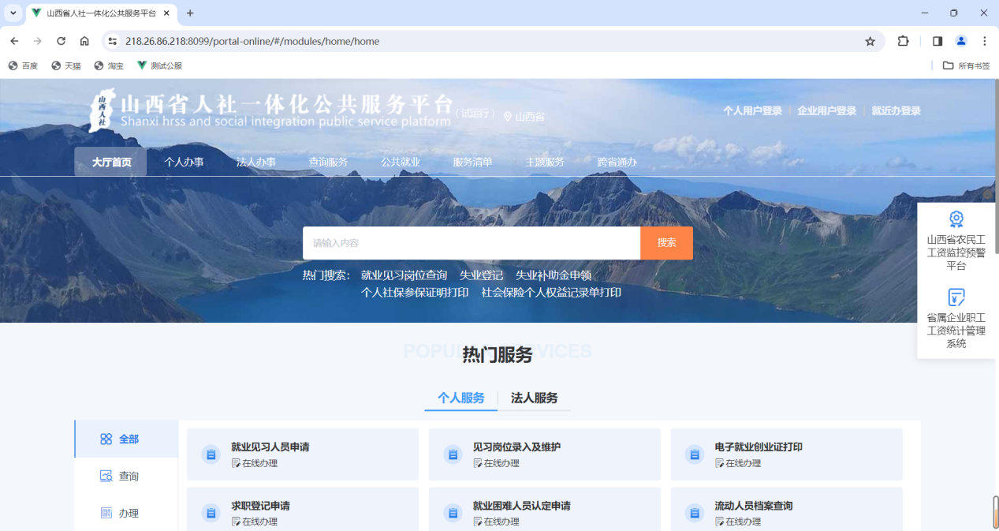 山西省人社一体化公共服务平台
218.26.86.218:8099/portal-online/#/modules/home/home
百度 天猫 淘宝 测试公服 所有书签
山西人社
山西省人社一体化公共服务平台（试运行） 山西省
Shanxi hrss and social integration public service platform
个人用户登录 企业用户登录 就近办登录
大厅首页 个人办事 法人办事 查询服务 公共就业 服务清单 主题服务 跨省通办
请输入内容 搜索
热门搜索： 就业见习岗位查询 失业登记 失业补助金申领
个人社保参保证明打印 社会保险个人权益记录单打印
山西省农民工
工资监控预警
平台
省属企业职工
工资统计管理
系统
热门服务
个人服务 法人服务
全部
查询
办理
就业见习人员申请
在线办理
见习岗位录入及维护
在线办理
电子就业创业证打印
在线办理
求职登记申请
在线办理
就业困难人员认定申请
在线办理
流动人员档案查询
在线办理